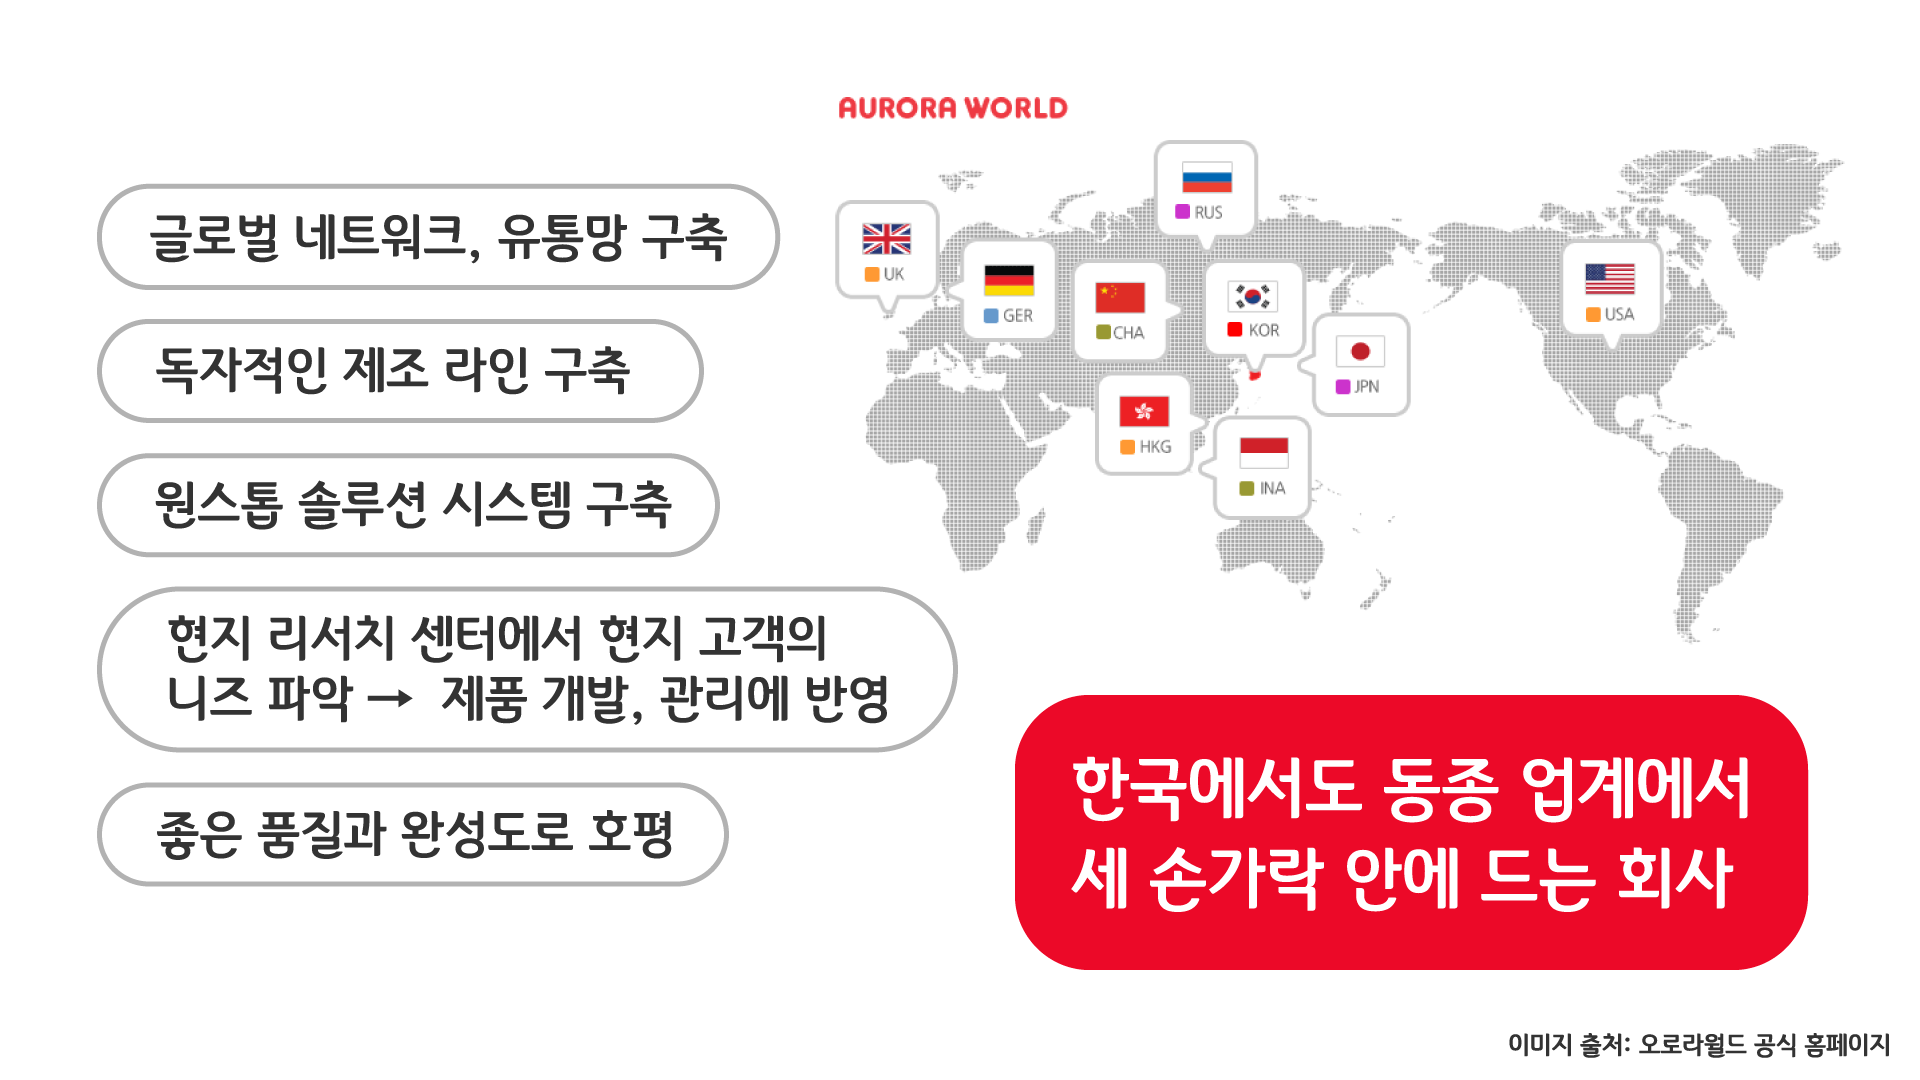 AURORA WORLD
글로벌 네트워크, 유통망 구축
독자적인 제조 라인 구축
원스톱 솔루션 시스템 구축
현지 리서치 센터에서 현지 고객의
니즈 파악 → 제품 개발, 관리에 반영
좋은 품질과 완성도로 호평
RUS
UK
GER
CHA
KOR
USA
JPN
HKG
INA
한국에서도 동종 업계에서
세 손가락 안에 드는 회사
이미지 출처: 오로라월드 공식 홈페이지